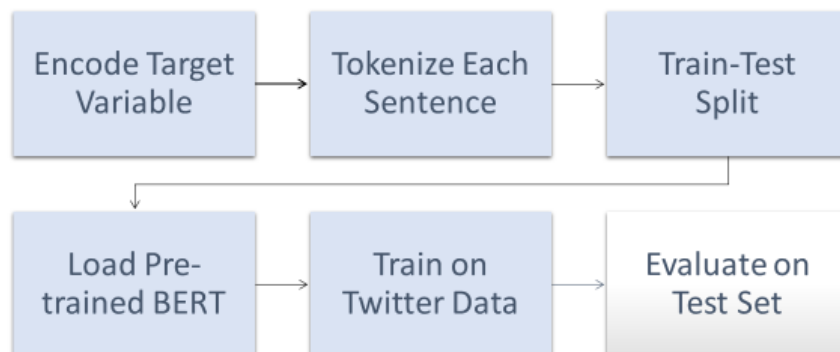 Encode Target
Variable
Tokenize Each
Sentence
Train-Test
Split
Load Pre-
trained BERT
Train on
Twitter Data
Evaluate on
Test Set